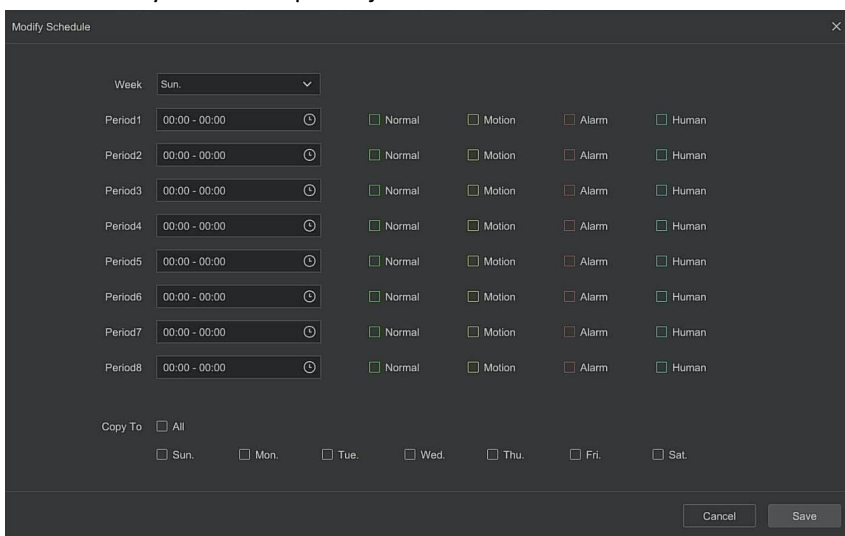 Modify Schedule
Week Sun.
Period1 00:00 - 00:00 Normal Motion Alarm Human
Period2 00:00 - 00:00 Normal Motion Alarm Human
Period3 00:00 - 00:00 Normal Motion Alarm Human
Period4 00:00 - 00:00 Normal Motion Alarm Human
Period5 00:00 - 00:00 Normal Motion Alarm Human
Period6 00:00 - 00:00 Normal Motion Alarm Human
Period7 00:00 - 00:00 Normal Motion Alarm Human
Period8 00:00 - 00:00 Normal Motion Alarm Human
Copy To All
Sun. Mon. Tue. Wed. Thu. Fri. Sat.
Cancel Save